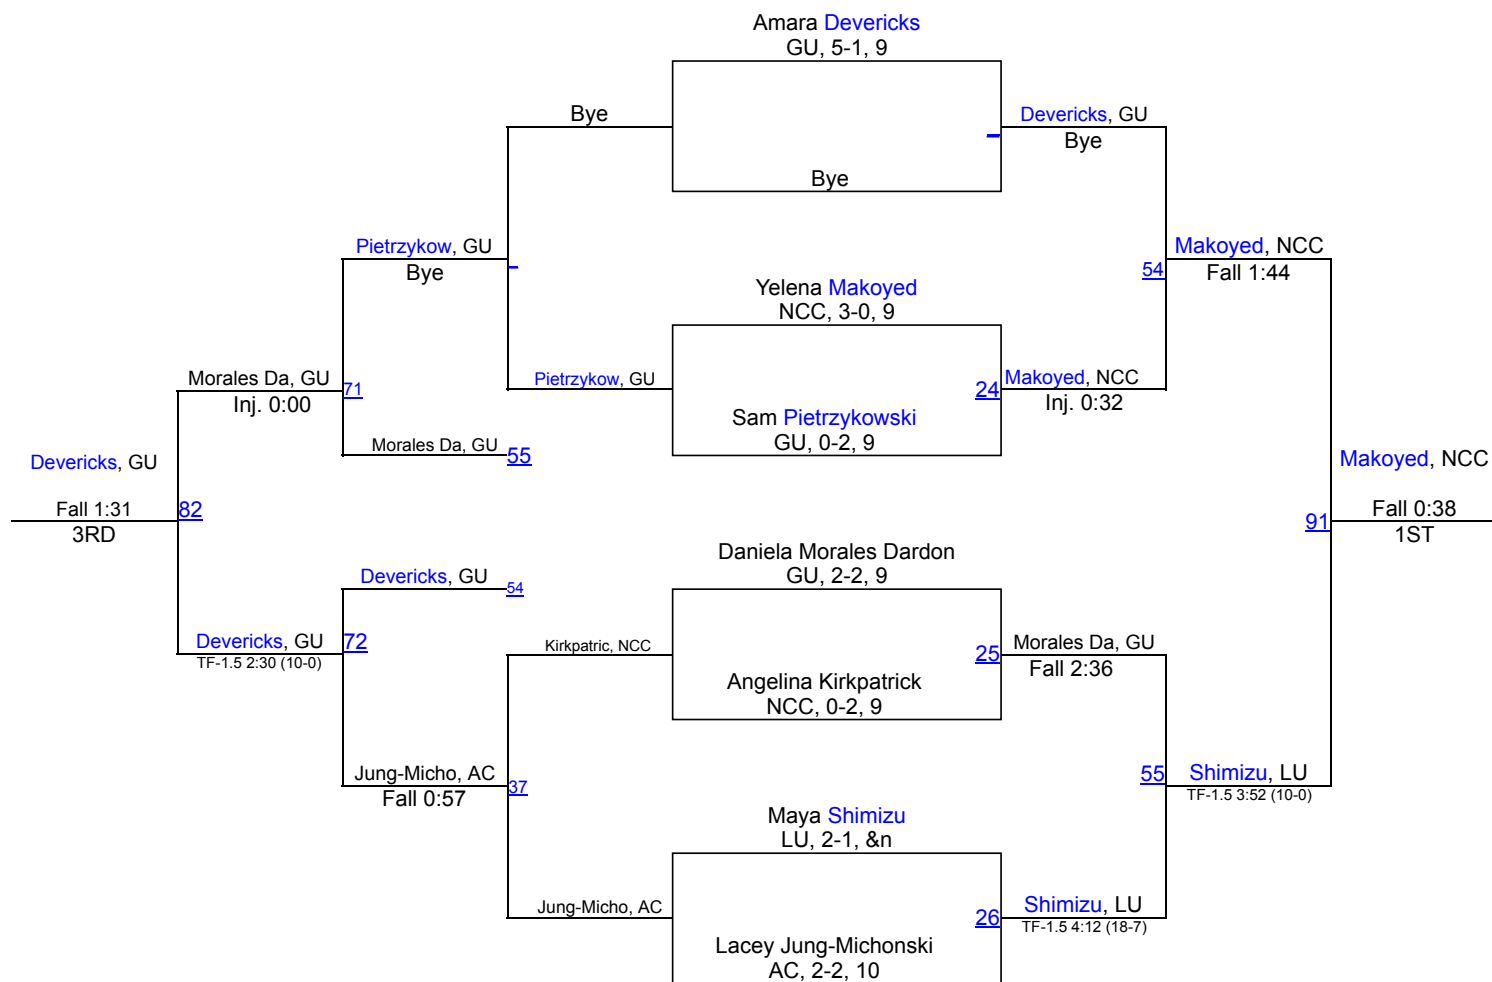 Amara Devericks
GU, 5-1, 9
Bye
Devericks, GU
Bye
Bye
Pietrzykow, GU
Bye
Makoyed, NCC
54
Fall 1:44
Yelena Makoyed
NCC, 3-0, 9
Morales Da, GU
71
Inj. 0:00
Pietrzykow, GU
24
Makoyed, NCC
Inj. 0:32
Sam Pietrzykowski
GU, 0-2, 9
Morales Da, GU
55
Devericks, GU
Fall 1:31
82
3RD
Makoyed, NCC
91
Fall 0:38
1ST
Daniela Morales Dardon
GU, 2-2, 9
Devericks, GU
54
Devericks, GU
72
TF-1.5 2:30 (10-0)
Kirkpatric, NCC
25
Morales Da, GU
Fall 2:36
Angelina Kirkpatrick
NCC, 0-2, 9
Jung-Micho, AC
37
Fall 0:57
55
Shimizu, LU
TF-1.5 3:52 (10-0)
Maya Shimizu
LU, 2-1, &n
Jung-Micho, AC
26
Shimizu, LU
TF-1.5 4:12 (18-7)
Lacey Jung-Michonski
AC, 2-2, 10